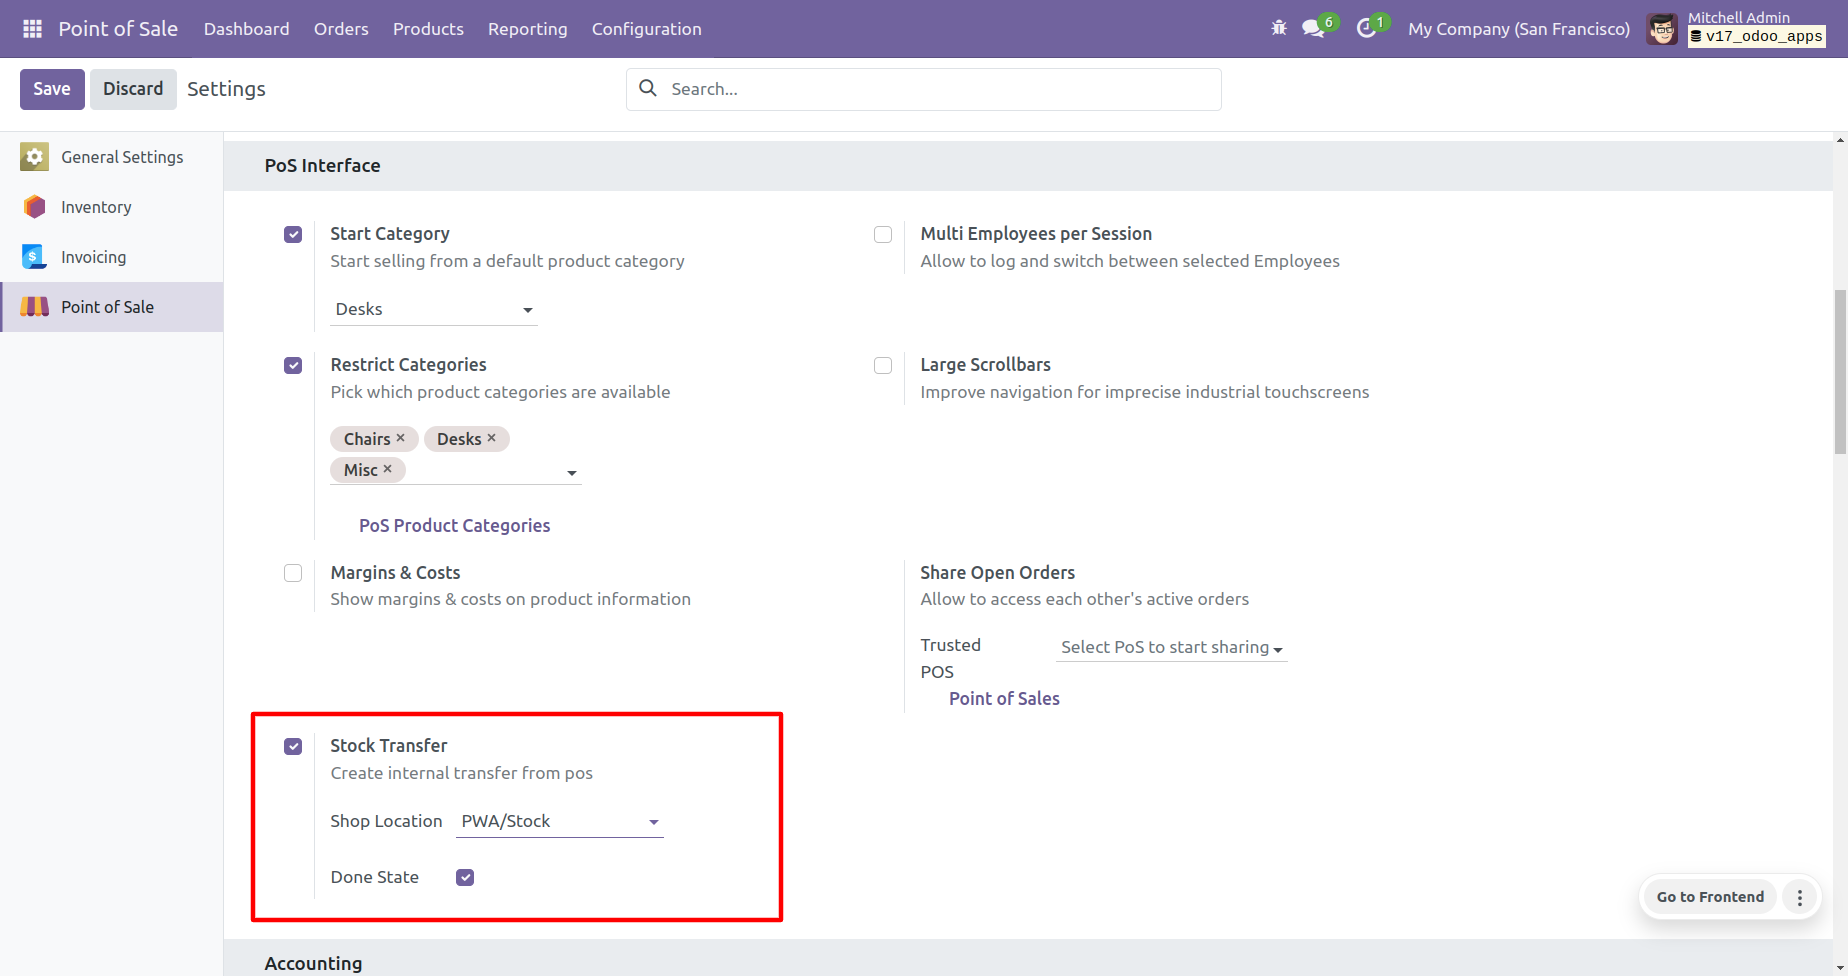 Point of Sale Dashboard Orders Products Reporting Configuration 6 1 My Company (San Francisco) Mitchell Admin
v17_odoo_apps
Save Discard Settings Search...
General Settings
Inventory
Invoicing
Point of Sale
PoS Interface
Start Category
Start selling from a default product category
Desks
Multi Employees per Session
Allow to log and switch between selected Employees
Restrict Categories
Pick which product categories are available
Chairs × Desks ×
Misc ×
PoS Product Categories
Large Scrollbars
Improve navigation for imprecise industrial touchscreens
Margins & Costs
Show margins & costs on product information
Share Open Orders
Allow to access each other's active orders
Trusted POS Select PoS to start sharing
Point of Sales
Stock Transfer
Create internal transfer from pos
Shop Location PWA/Stock
Done State
Go to Frontend
Accounting